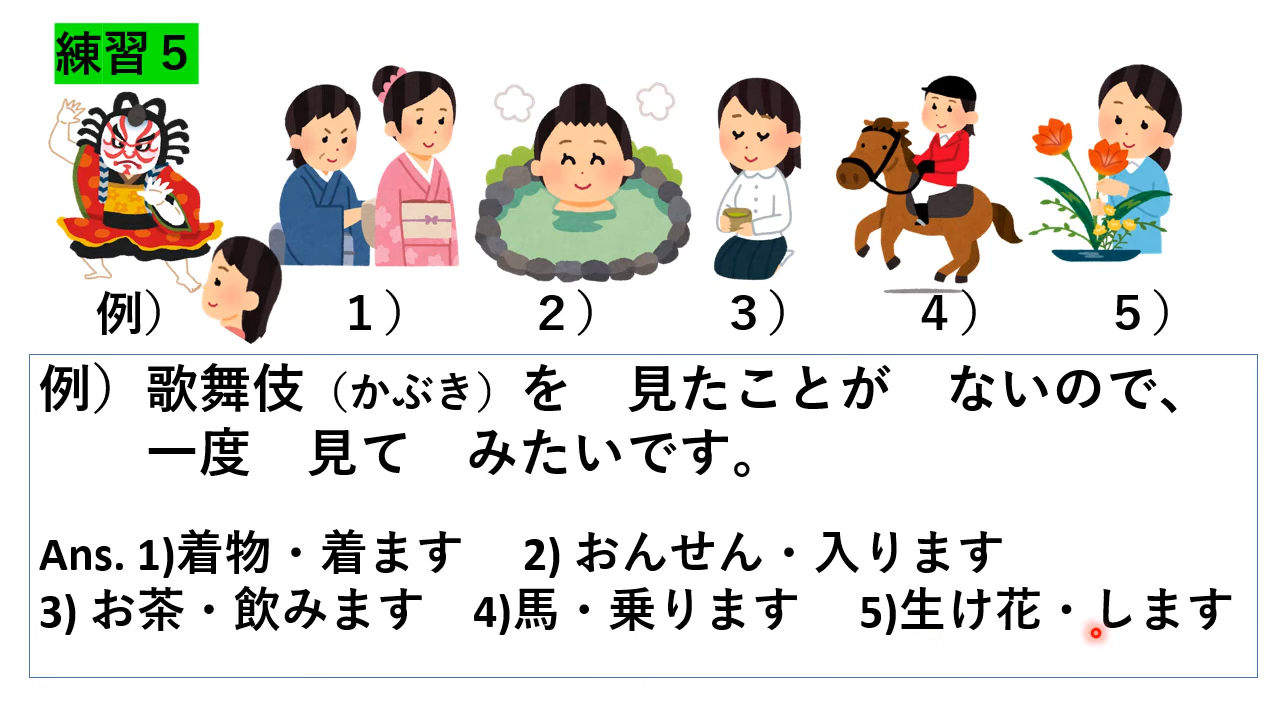 練習５
例） １） ２） ３） ４） ５）
例）歌舞伎（かぶき）を　見たことが　ないので、
一度　見て　みたいです。
Ans. 1)着物・着ます　2) おんせん・入ります
3) お茶・飲みます　4)馬・乗ります　5)生け花・します